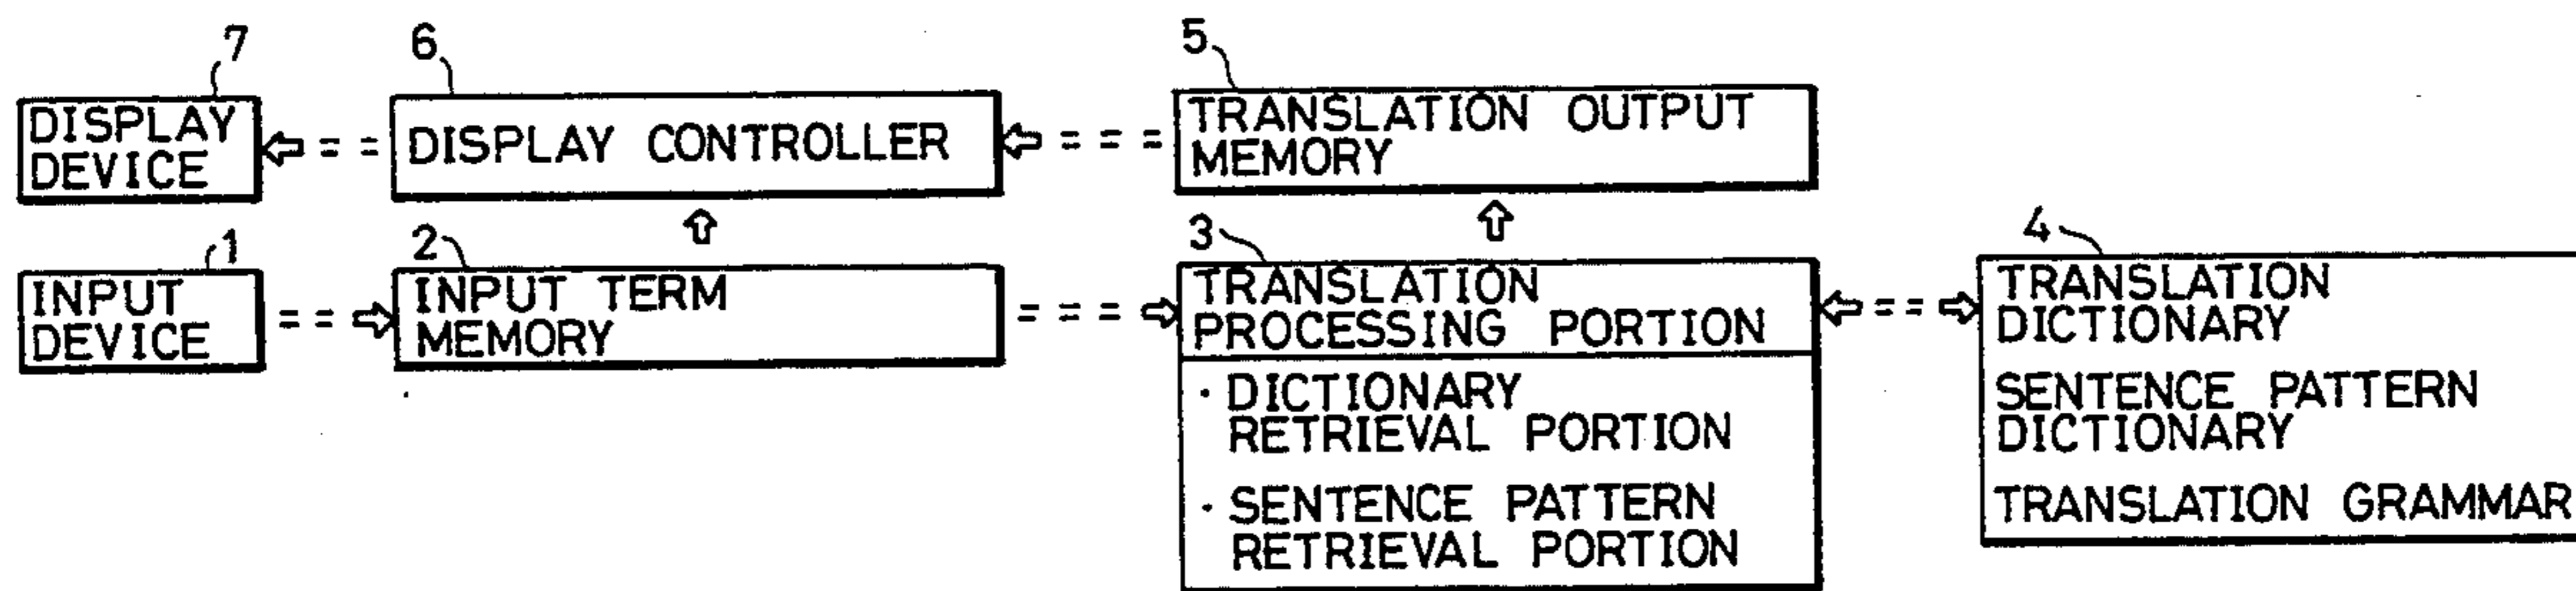 7
6
5
DISPLAY
DEVICE
DISPLAY CONTROLLER
TRANSLATION OUTPUT
MEMORY
1
2
3
4
INPUT
DEVICE
INPUT TERM
MEMORY
TRANSLATION
PROCESSING PORTION
· DICTIONARY
RETRIEVAL PORTION
· SENTENCE PATTERN
RETRIEVAL PORTION
TRANSLATION
DICTIONARY
SENTENCE PATTERN
DICTIONARY
TRANSLATION GRAMMAR